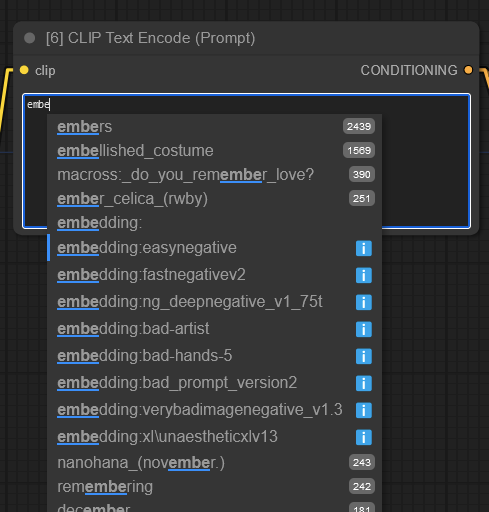 [6] CLIP Text Encode (Prompt)
clip CONDITIONING
embe
embers 2439
embellished_costume 1569
macross:_do_you_remember_love? 390
ember_celica_(rwby) 251
embedding:
embedding:easynegative i
embedding:fastnegativev2 i
embedding:ng_deepnegative_v1_75t i
embedding:bad-artist i
embedding:bad-hands-5 i
embedding:bad_prompt_version2 i
embedding:verybadimagenegative_v1.3 i
embedding:xl\unaestheticxlv13 i
nanohana_(november.) 243
remembering 242
december 181